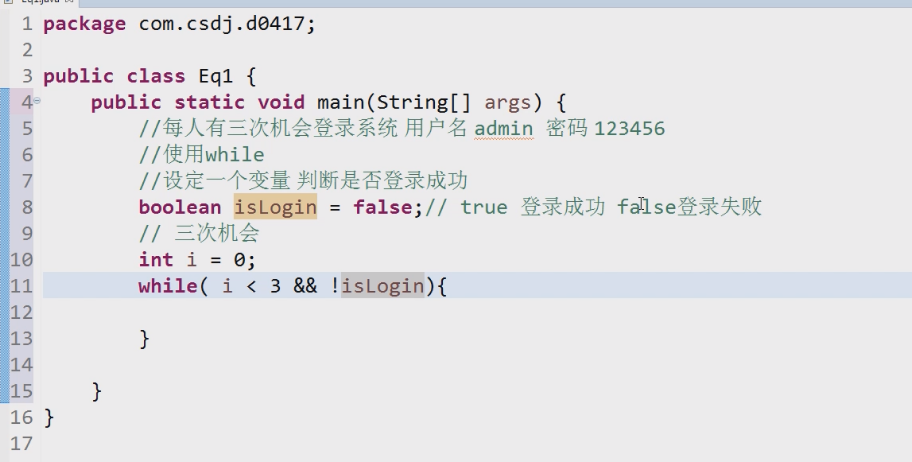 1 package com.csdj.d0417;
2
3 public class Eq1 {
4 public static void main(String[] args) {
5 //每人有三次机会登录系统 用户名 admin 密码 123456
6 //使用while
7 //设定一个变量 判断是否登录成功
8 boolean isLogin = false;// true 登录成功 false登录失败
9 // 三次机会
10 int i = 0;
11 while( i < 3 && !isLogin){
12
13 }
14
15 }
16 }
17